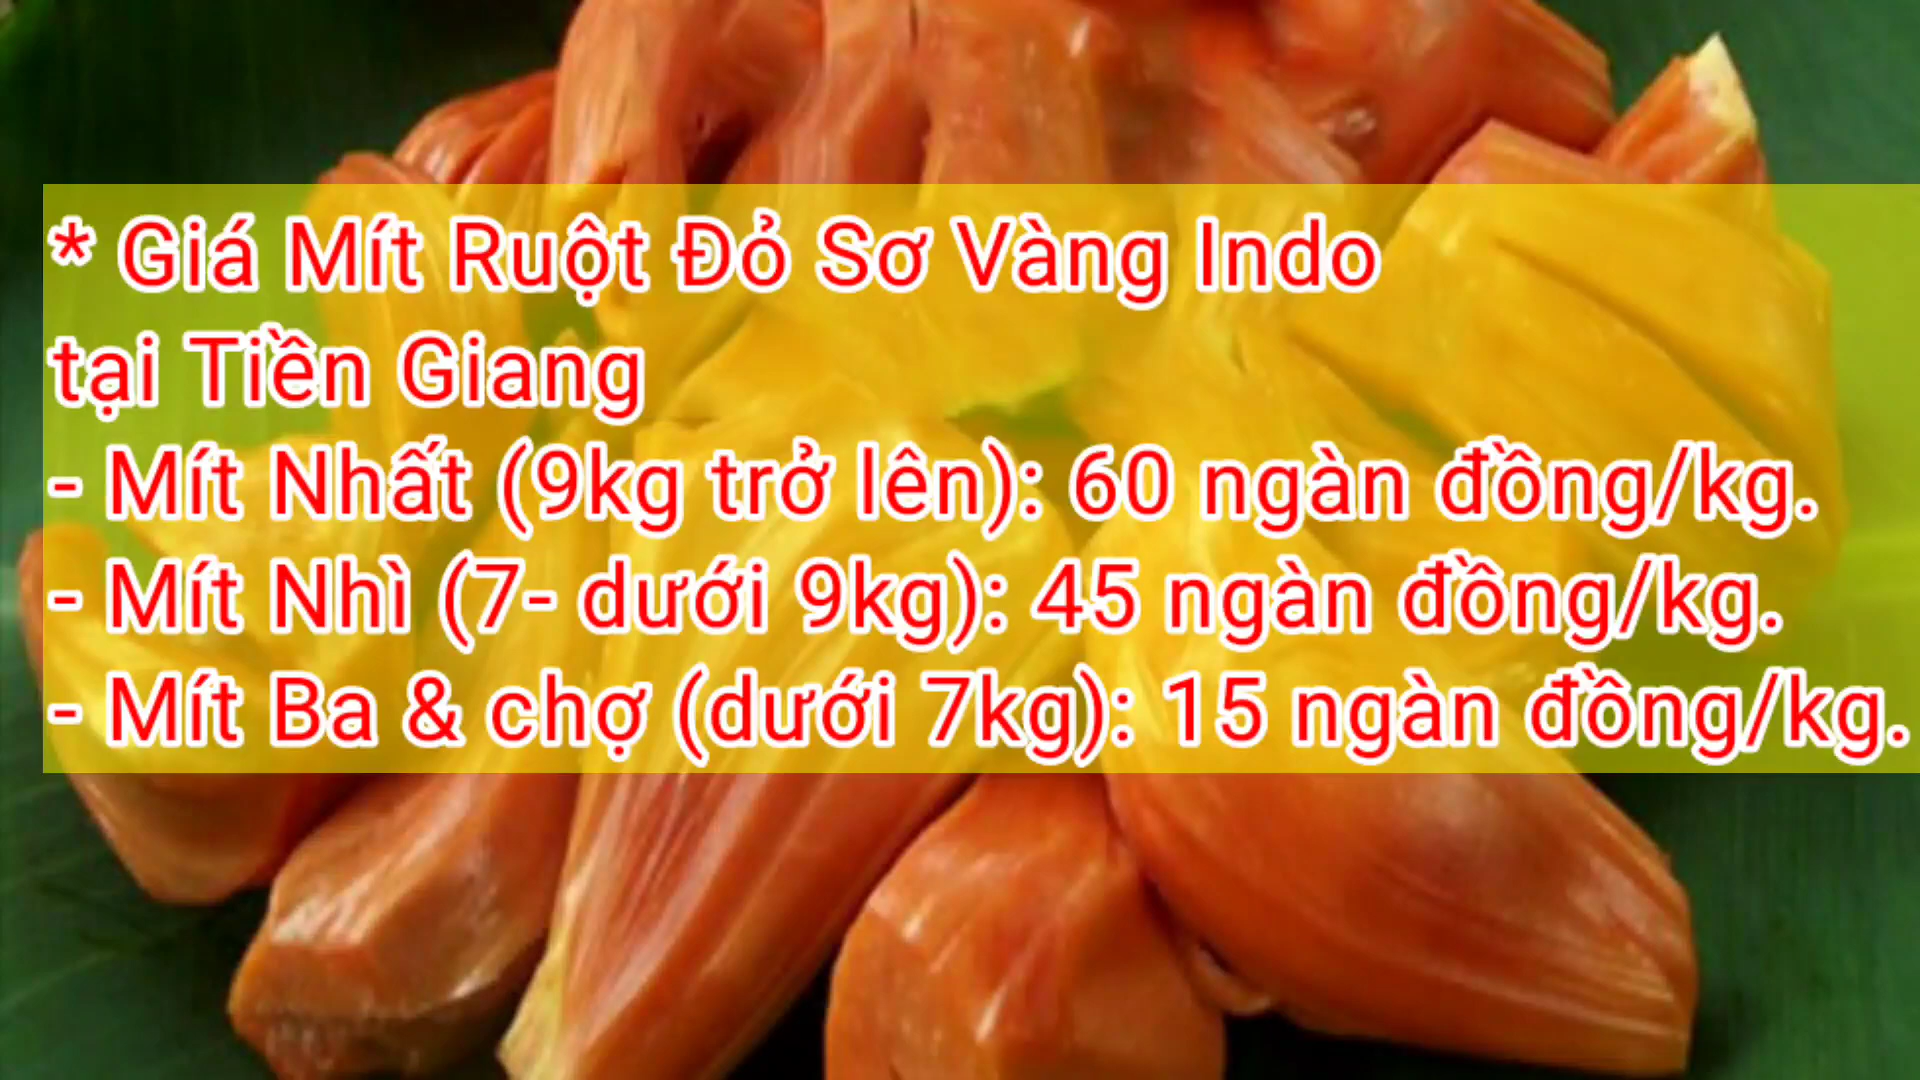 * Giá Mít Ruột Đỏ Sơ Vàng Indo
tại Tiền Giang
- Mít Nhất (9kg trở lên): 60 ngàn đồng/kg.
- Mít Nhì (7- dưới 9kg): 45 ngàn đồng/kg.
- Mít Ba & chợ (dưới 7kg): 15 ngàn đồng/kg.